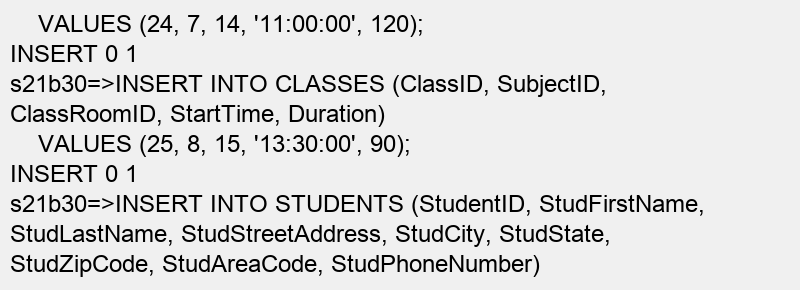 VALUES (24, 7, 14, '11:00:00', 120);
INSERT 0 1
s21b30=>INSERT INTO CLASSES (ClassID, SubjectID,
ClassRoomID, StartTime, Duration)
VALUES (25, 8, 15, '13:30:00', 90);
INSERT 0 1
s21b30=>INSERT INTO STUDENTS (StudentID, StudFirstName,
StudLastName, StudStreetAddress, StudCity, StudState,
StudZipCode, StudAreaCode, StudPhoneNumber)